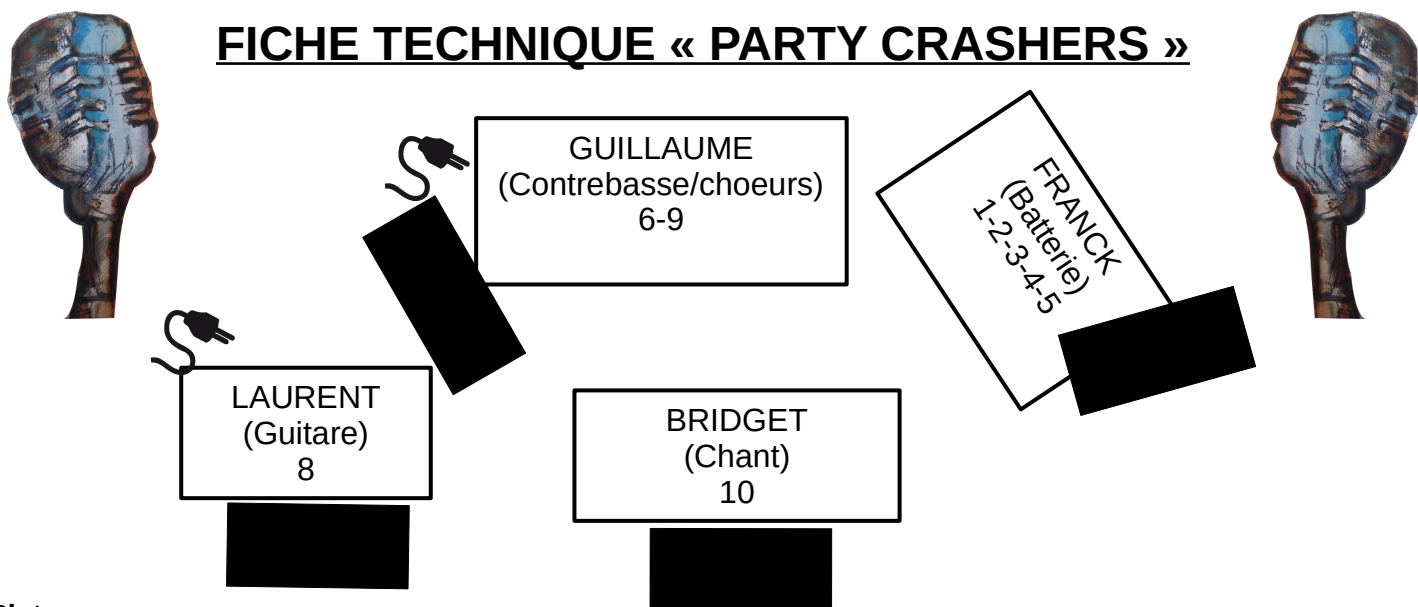 FICHE TECHNIQUE « PARTY CRASHERS »
GUILLAUME
(Contrebasse/choeurs)
6-9
FRANCK
(Batterie)
1-2-3-4-5
LAURENT
(Guitare)
8
BRIDGET
(Chant)
10